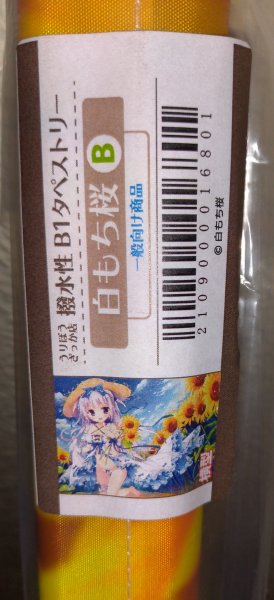 うりぼう
ざっか店
撥水性 B1タペストリー
白もち桜 B
一般向け商品
2109000016801
© 白もち桜